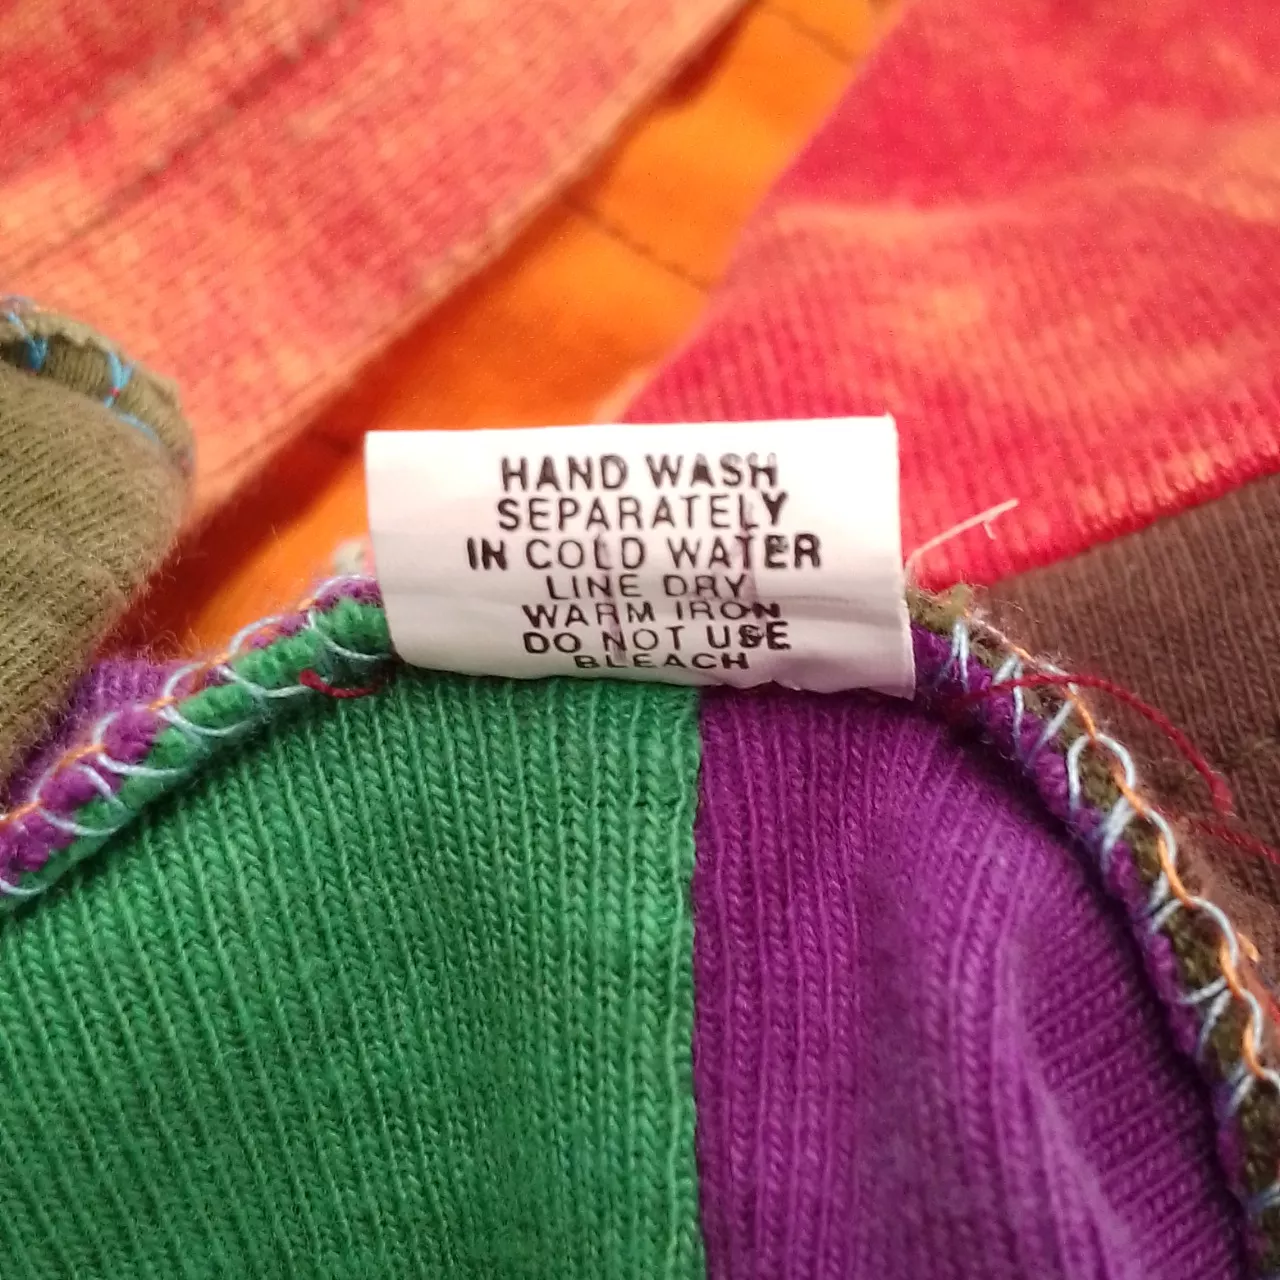 HAND WASH
SEPARATELY
IN COLD WATER
LINE DRY
WARM IRON
DO NOT USE
BLEACH